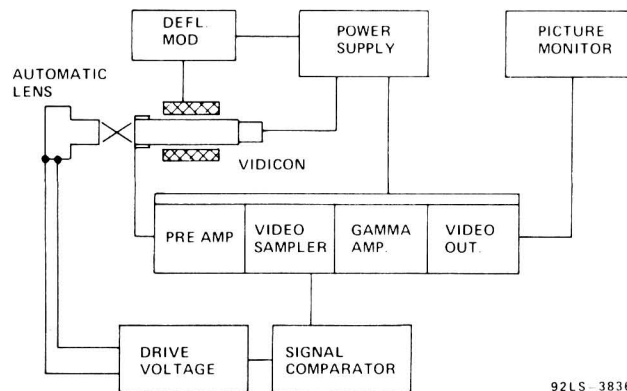 DEFL.
MOD
POWER
SUPPLY
PICTURE
MONITOR
AUTOMATIC
LENS
VIDICON
PRE AMP
VIDEO
SAMPLER
GAMMA
AMP.
VIDEO
OUT.
DRIVE
VOLTAGE
SIGNAL
COMPARATOR